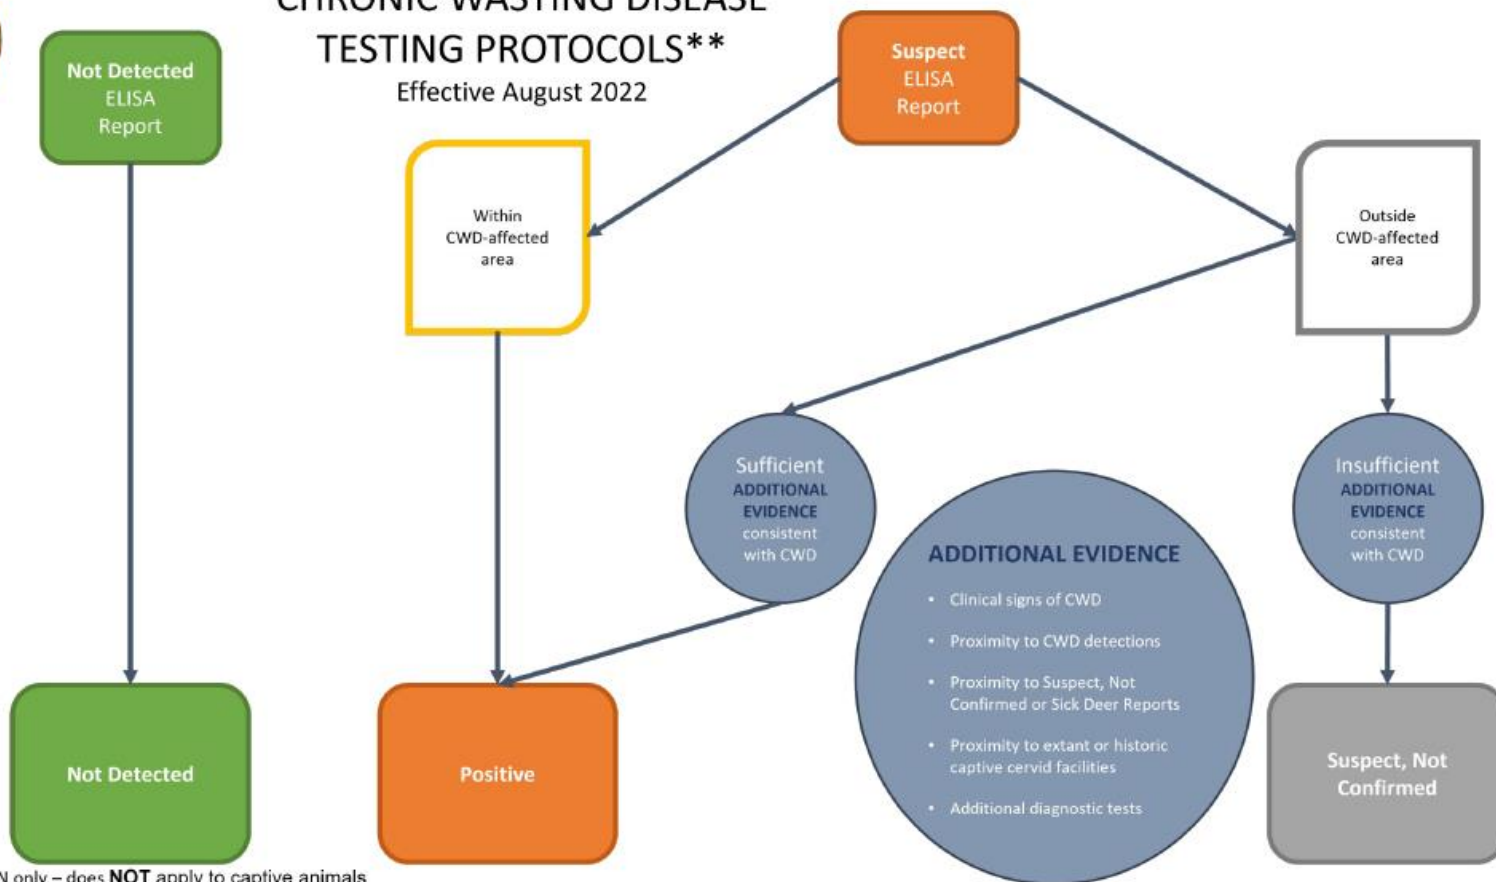 CHRONIC WASTING DISEASE
TESTING PROTOCOLS**
Effective August 2022
Not Detected
ELISA
Report
Suspect
ELISA
Report
Within
CWD-affected
area
Outside
CWD-affected
area
Sufficient
ADDITIONAL
EVIDENCE
consistent
with CWD
Insufficient
ADDITIONAL
EVIDENCE
consistent
with CWD
ADDITIONAL EVIDENCE
• Clinical signs of CWD
• Proximity to CWD detections
• Proximity to Suspect, Not
Confirmed or Sick Deer Reports
• Proximity to extant or historic
captive cervid facilities
• Additional diagnostic tests
Not Detected
Positive
Suspect, Not
Confirmed
only – does NOT apply to captive animals